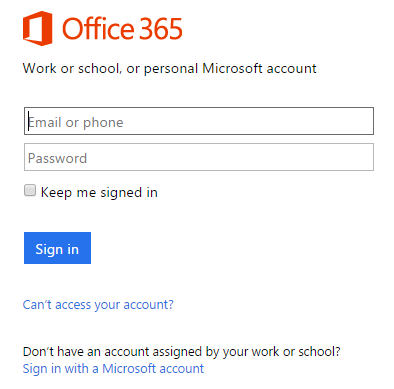 Office 365
Work or school, or personal Microsoft account
Email or phone
Password
Keep me signed in
Sign in
Can't access your account?
Don't have an account assigned by your work or school?
Sign in with a Microsoft account